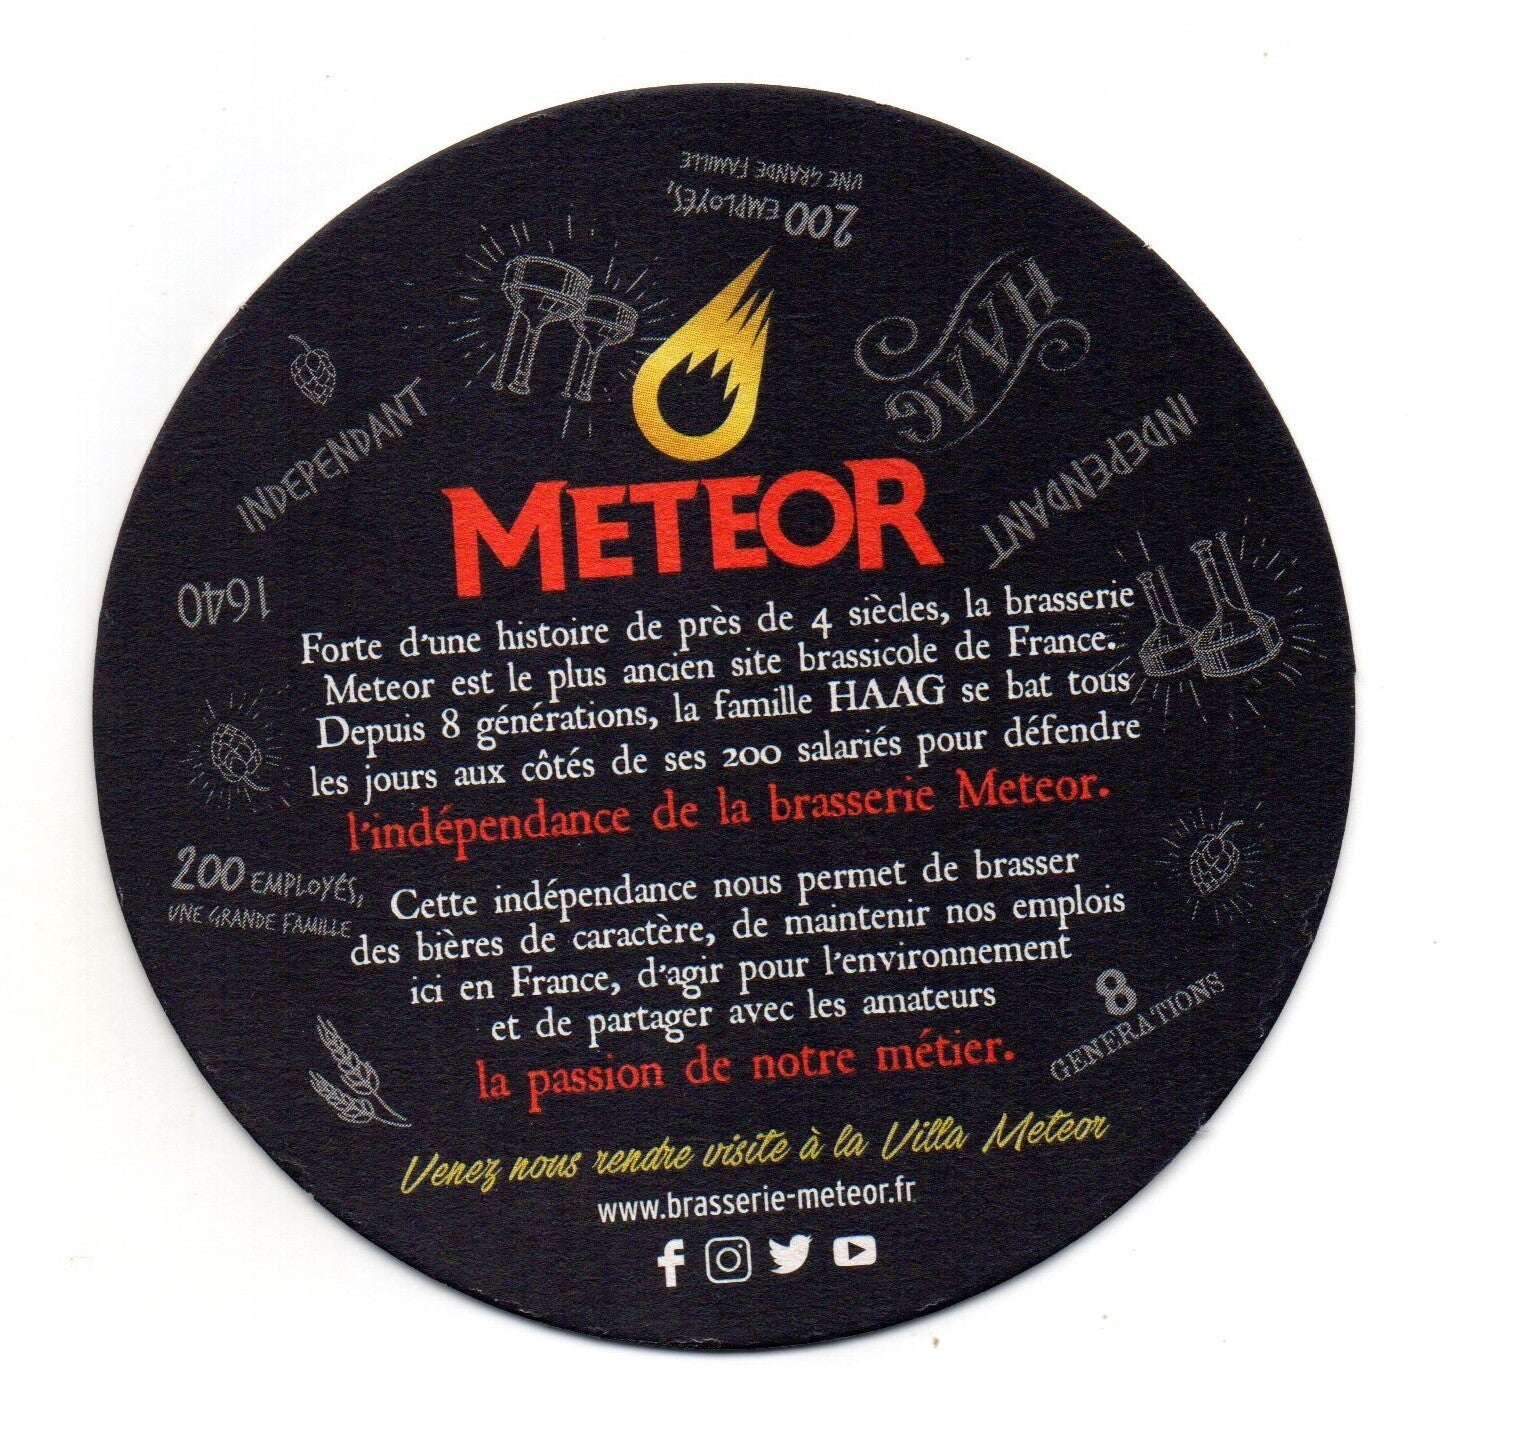 200 EMPLOYÉS,
UNE GRANDE FAMILLE
HAAG
INDEPENDANT
INDEPENDANT
1640
METEOR
Forte d'une histoire de près de 4 siècles, la brasserie
Meteor est le plus ancien site brassicole de France.
Depuis 8 générations, la famille HAAG se bat tous
les jours aux côtés de ses 200 salariés pour défendre
l'indépendance de la brasserie Meteor.
200 EMPLOYÉS,
UNE GRANDE FAMILLE
Cette indépendance nous permet de brasser
des bières de caractère, de maintenir nos emplois
ici en France, d'agir pour l'environnement
et de partager avec les amateurs
la passion de notre métier.
8
GENERATIONS
Venez nous rendre visite à la Villa Meteor
www.brasserie-meteor.fr